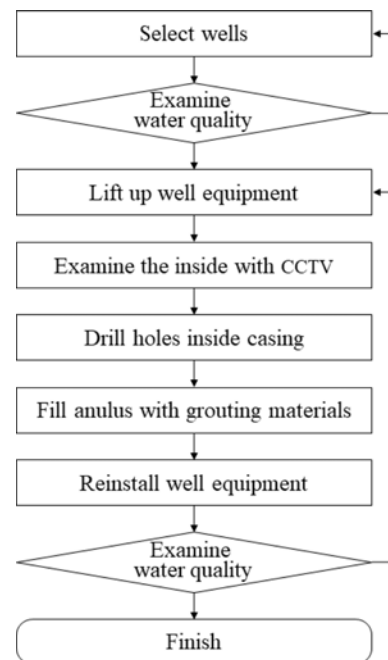 Select wells
Examine
water quality
Lift up well equipment
Examine the inside with CCTV
Drill holes inside casing
Fill anulus with grouting materials
Reinstall well equipment
Examine
water quality
Finish